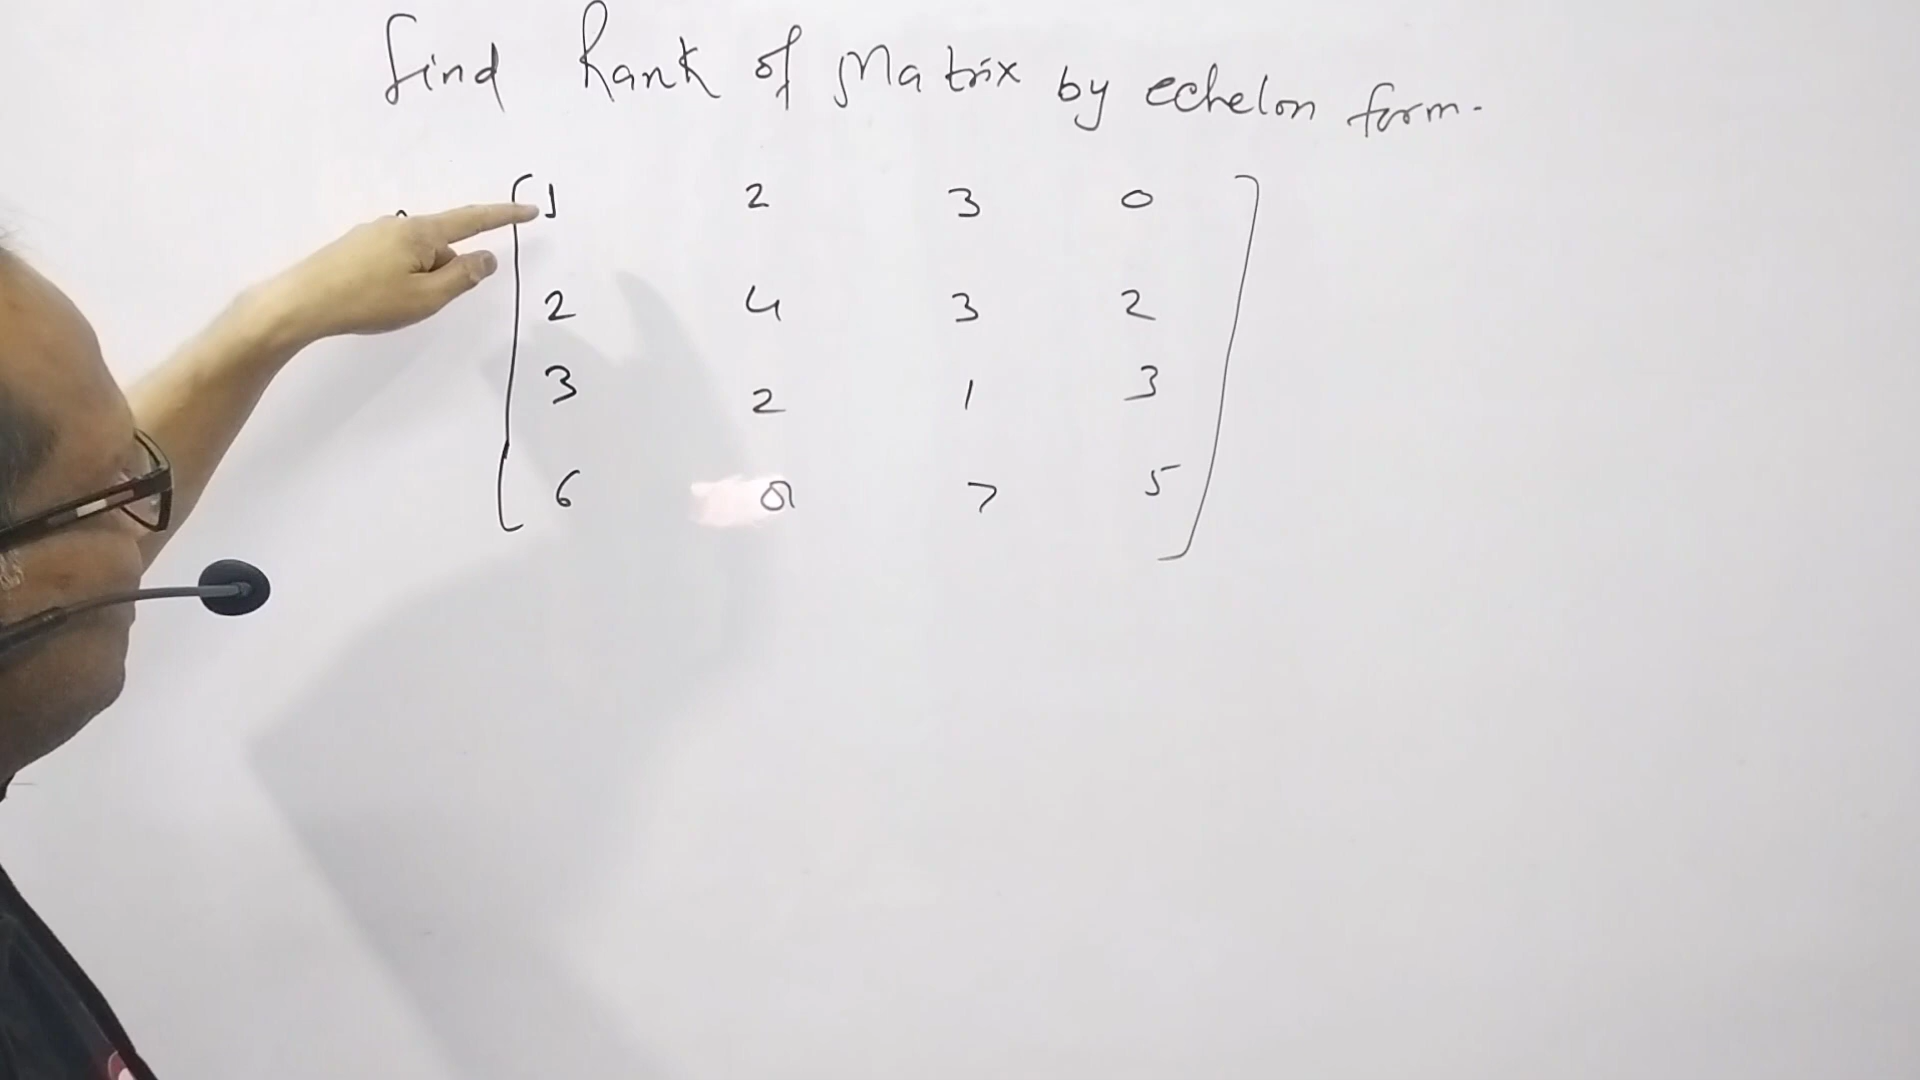 find Rank of Matrix by echelon form.
1 2 3 0
2 4 3 2
3 2 1 3
6 8 7 5